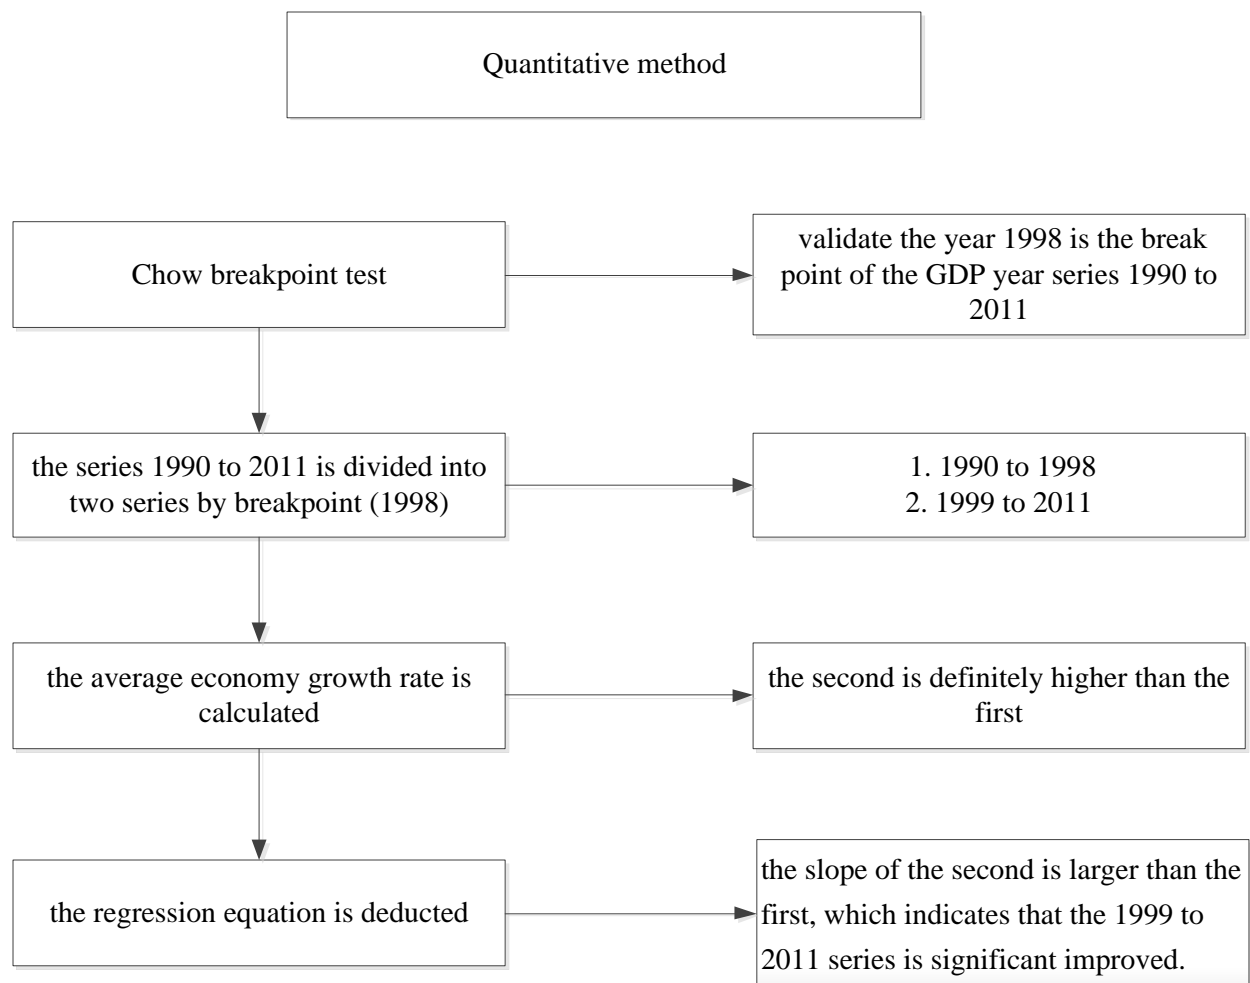 Quantitative method
Chow breakpoint test
validate the year 1998 is the break
point of the GDP year series 1990 to
2011
the series 1990 to 2011 is divided into
two series by breakpoint (1998)
1. 1990 to 1998
2. 1999 to 2011
the average economy growth rate is
calculated
the second is definitely higher than the
first
the regression equation is deducted
the slope of the second is larger than the
first, which indicates that the 1999 to
2011 series is significant improved.